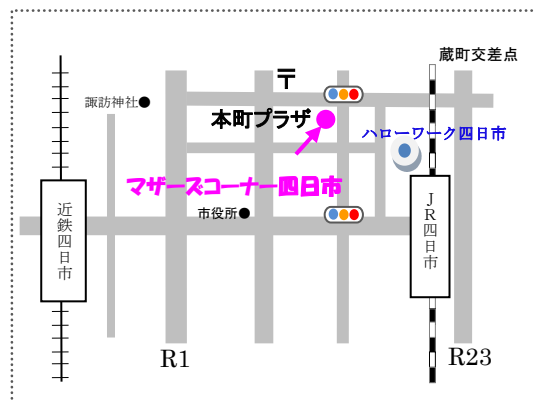 蔵町交差点
〒
諏訪神社
本町プラザ
ハローワーク四日市
マザーズコーナー四日市
市役所
近鉄四日市
JR四日市
R1
R23